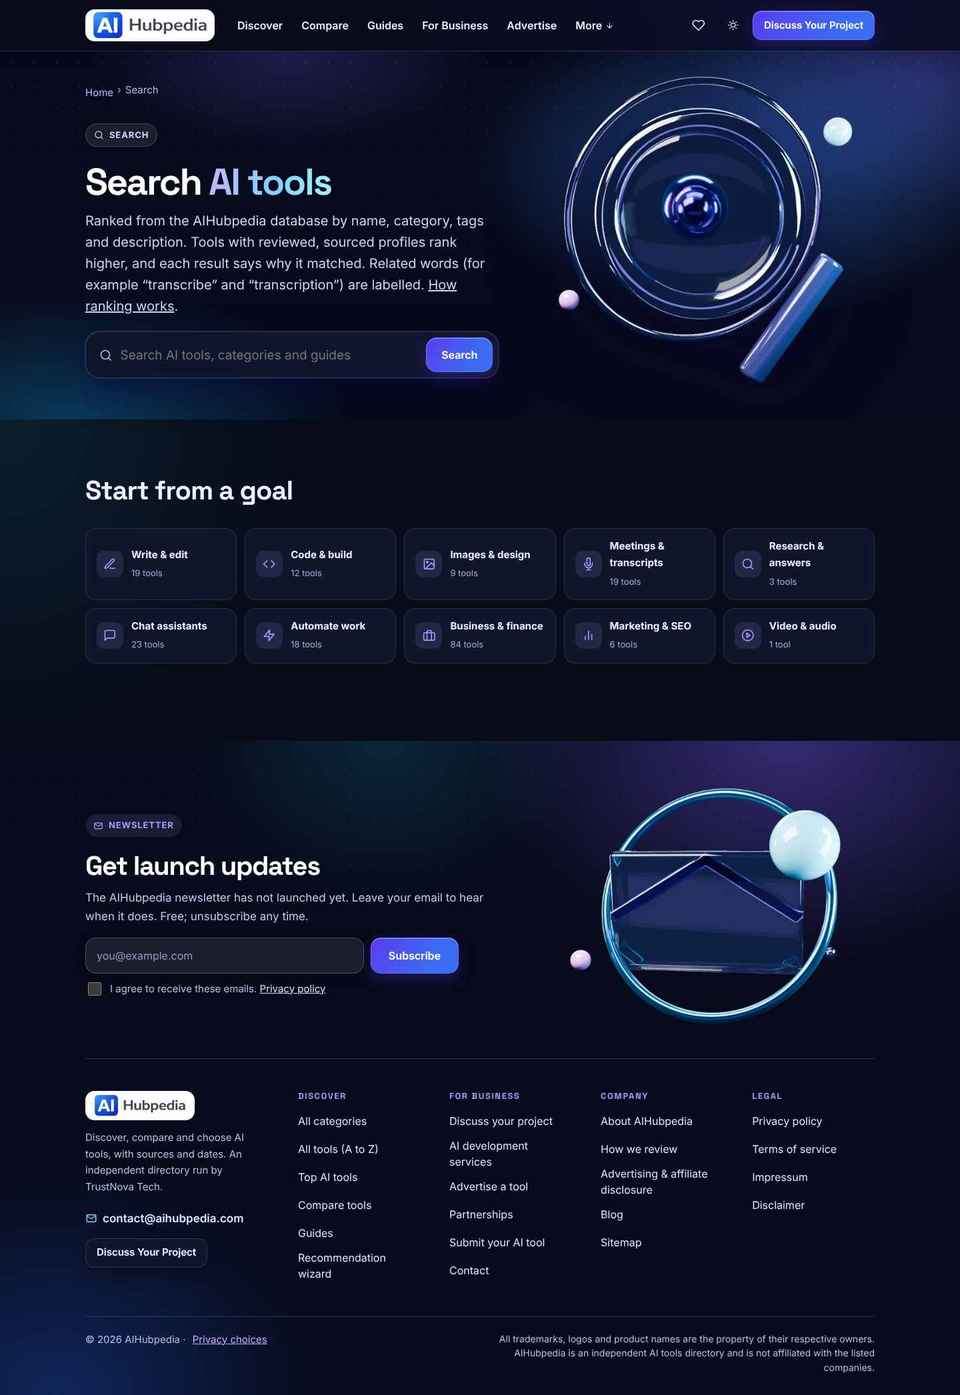 AI Hubpedia
Discover
Compare
Guides
For Business
Advertise
More ↓
Discuss Your Project
Home › Search
SEARCH
Search AI tools
Ranked from the AIHubpedia database by name, category, tags
and description. Tools with reviewed, sourced profiles rank
higher, and each result says why it matched. Related words (for
example “transcribe” and “transcription”) are labelled. How
ranking works.
Search AI tools, categories and guides
Search
Start from a goal
Write & edit
19 tools
Code & build
12 tools
Images & design
9 tools
Meetings &
transcripts
19 tools
Research &
answers
3 tools
Chat assistants
23 tools
Automate work
18 tools
Business & finance
84 tools
Marketing & SEO
6 tools
Video & audio
1 tool
NEWSLETTER
Get launch updates
The AIHubpedia newsletter has not launched yet. Leave your email to hear
when it does. Free; unsubscribe any time.
you@example.com
Subscribe
I agree to receive these emails. Privacy policy
AI Hubpedia
Discover, compare and choose AI
tools, with sources and dates. An
independent directory run by
TrustNova Tech.
contact@aihubpedia.com
Discuss Your Project
DISCOVER
All categories
All tools (A to Z)
Top AI tools
Compare tools
Guides
Recommendation
wizard
FOR BUSINESS
Discuss your project
AI development
services
Advertise a tool
Partnerships
Submit your AI tool
Contact
COMPANY
About AIHubpedia
How we review
Advertising & affiliate
disclosure
Blog
Sitemap
LEGAL
Privacy policy
Terms of service
Impressum
Disclaimer
© 2026 AIHubpedia · Privacy choices
All trademarks, logos and product names are the property of their respective owners.
AIHubpedia is an independent AI tools directory and is not affiliated with the listed
companies.